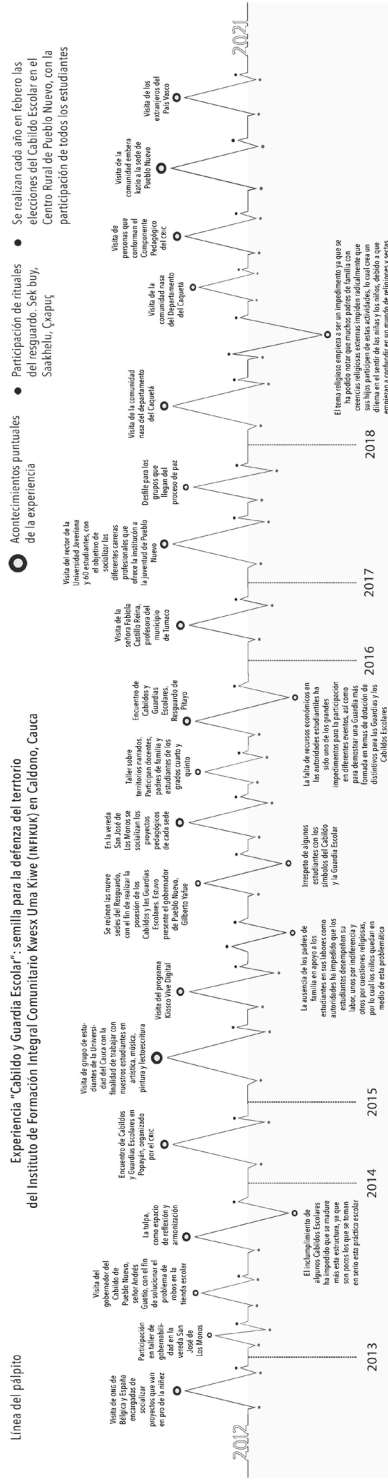 Línea del pálpito
Experiencia "Cabildo y Guardia Escolar": semilla para la defensa del territorio
del Instituto de Formación Integral Comunitario Kwesx Uma Kiwe (INFIKUK) en Caldono, Cauca
Acontecimientos puntuales
de la experiencia
Participación de rituales
del resguardo. Sek buy,
Saakhelu, Çxapuç
Se realizan cada año en febrero las
elecciones del Cabildo Escolar en el
Centro Rural de Pueblo Nuevo, con la
participación de todos los estudiantes
2012
Visita de ONG de
Bélgica y España
encargadas de
socializar
proyectos que van
en pro de la niñez
2013
Participación
en taller de
gobernabili-
dad en la
vereda San
José de
Los Monos
Visita del
gobernador del
Cabildo de
Pueblo Nuevo,
señor Andrés
Guetio, con el fin
de solucionar el
problema de
robos en la
tienda escolar
La tulpa,
como espacio
de reflexión y
armonización
El incumplimiento de
algunos Cabildos Escolares
ha impedido que se madure
más esta estructura, ya que
son pocos los que se toman
en serio esta práctica escolar
2014
Encuentro de Cabildos
y Guardias Escolares en
Popayán, organizado
por el CRIC
2015
Visita de grupo de estu-
diantes de la Universi-
dad del Cauca con la
finalidad de trabajar con
nuestros estudiantes en
artística, música,
pintura y lectoescritura
Visita del programa
Kiosco Vive Digital
La ausencia de los padres de
familia en apoyo a los
estudiantes en sus labores como
autoridades ha impedido que los
estudiantes desempeñen su
labor, unos por indiferencia y
otros por cuestiones religiosas,
por lo cual los niños quedan en
medio de esta problemática
Se reúnen las nueve
sedes del Resguardo,
con el fin de realizar la
posesión de los
Cabildos y las Guardias
Escolares. Estuvo
presente el gobernador
de Pueblo Nuevo,
Gilberto Yafue
Irrespeto de algunos
estudiantes con los
símbolos del Cabildo
y la Guardia Escolar
En la vereda
San José de
Los Monos se
socializan los
proyectos
pedagógicos
de cada sede
Taller sobre
territorios narrados.
Participan docentes,
padres de familia y
estudiantes de los
grados cuarto y
quinto
Encuentro de
Cabildos y
Guardias
Escolares,
Resguardo de
Pitayo
La falta de recursos económicos en
las autoridades estudiantiles ha
sido uno de los grandes
impedimentos para la participación
en diferentes eventos, así como
para demostrar una Guardia más
formada en temas de dotación de
distintivos para las Guardias y los
Cabildos Escolares
2016
Visita de la
señora Fabiola
Castillo Reina,
profesora del
municipio
de Tumaco
2017
Visita del rector de la
Universidad Javeriana
y 60 estudiantes, con
el objetivo de
socializar las
diferentes carreras
profesionales que
ofrece la institución a
la juventud de Pueblo
Nuevo
Desfile para los
grupos que
llegan del
proceso de paz
2018
Visita de la comunidad
nasa del departamento
del Caquetá
El tema religioso empieza a ser un impedimento ya que se
ha podido notar que muchos padres de familia con
creencias religiosas externas impiden radicalmente que
sus hijos participen de estas actividades, lo cual crea un
dilema en el sentir de las niñas y los niños, debido a que
empiezan a confundir en un mundo de religiones y sectas
Visita de la
comunidad nasa
del Departamento
del Caquetá
Visita de
personas que
conforman el
Componente
Pedagógico
del CRIC
Visita de la
comunidad embera
katío a la sede de
Pueblo Nuevo
Visita de los
extranjeros del
País Vasco
2021